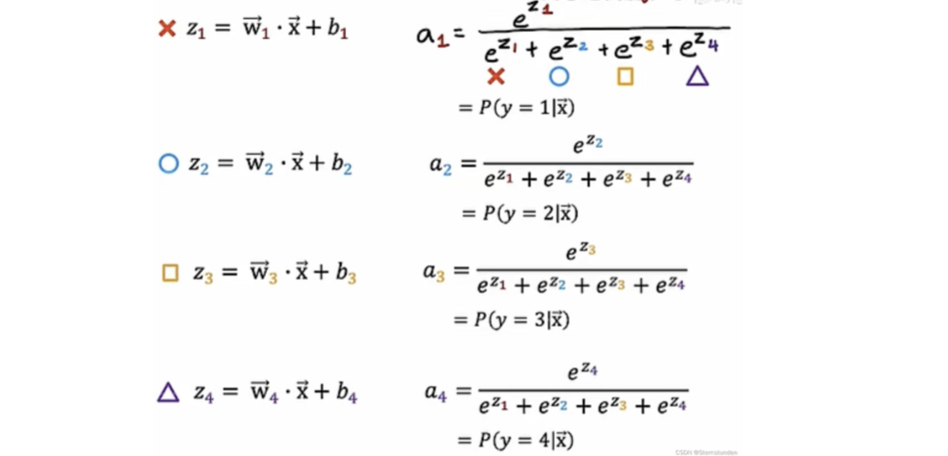 × z₁ = w⃗₁ · x⃗ + b₁
a₁ = e^z₁ / (e^z₁ + e^z₂ + e^z₃ + e^z₄)
× ○ □ △
= P(y = 1|x⃗)
○ z₂ = w⃗₂ · x⃗ + b₂
a₂ = e^z₂ / (e^z₁ + e^z₂ + e^z₃ + e^z₄)
= P(y = 2|x⃗)
□ z₃ = w⃗₃ · x⃗ + b₃
a₃ = e^z₃ / (e^z₁ + e^z₂ + e^z₃ + e^z₄)
= P(y = 3|x⃗)
△ z₄ = w⃗₄ · x⃗ + b₄
a₄ = e^z₄ / (e^z₁ + e^z₂ + e^z₃ + e^z₄)
= P(y = 4|x⃗)
CSDN